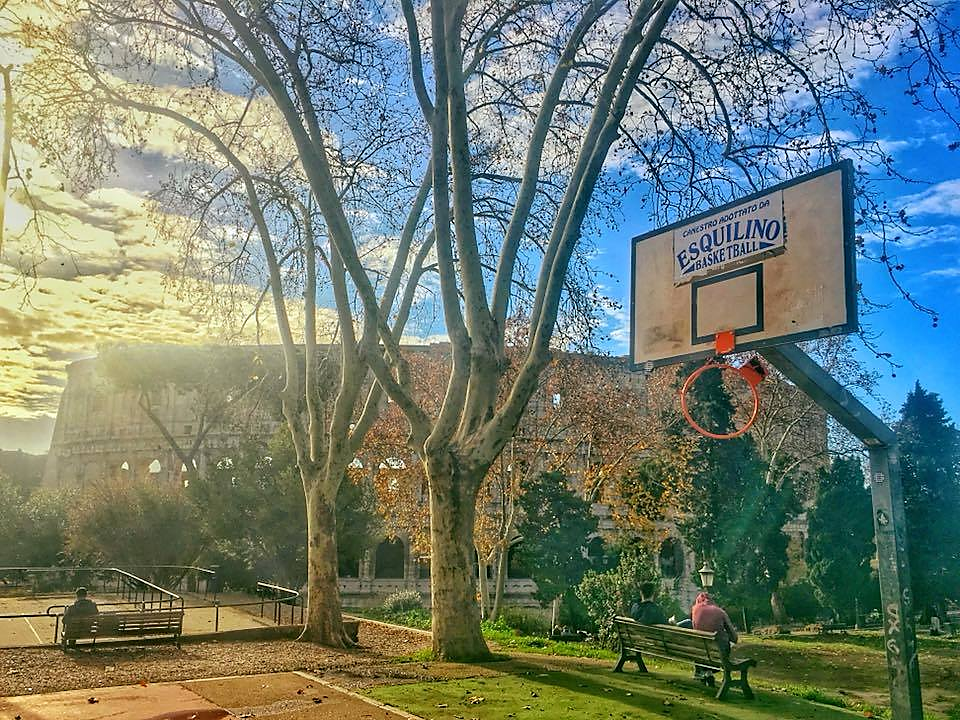 CANESTRO ADOTTATO DA
ESQUILINO
BASKETBALL